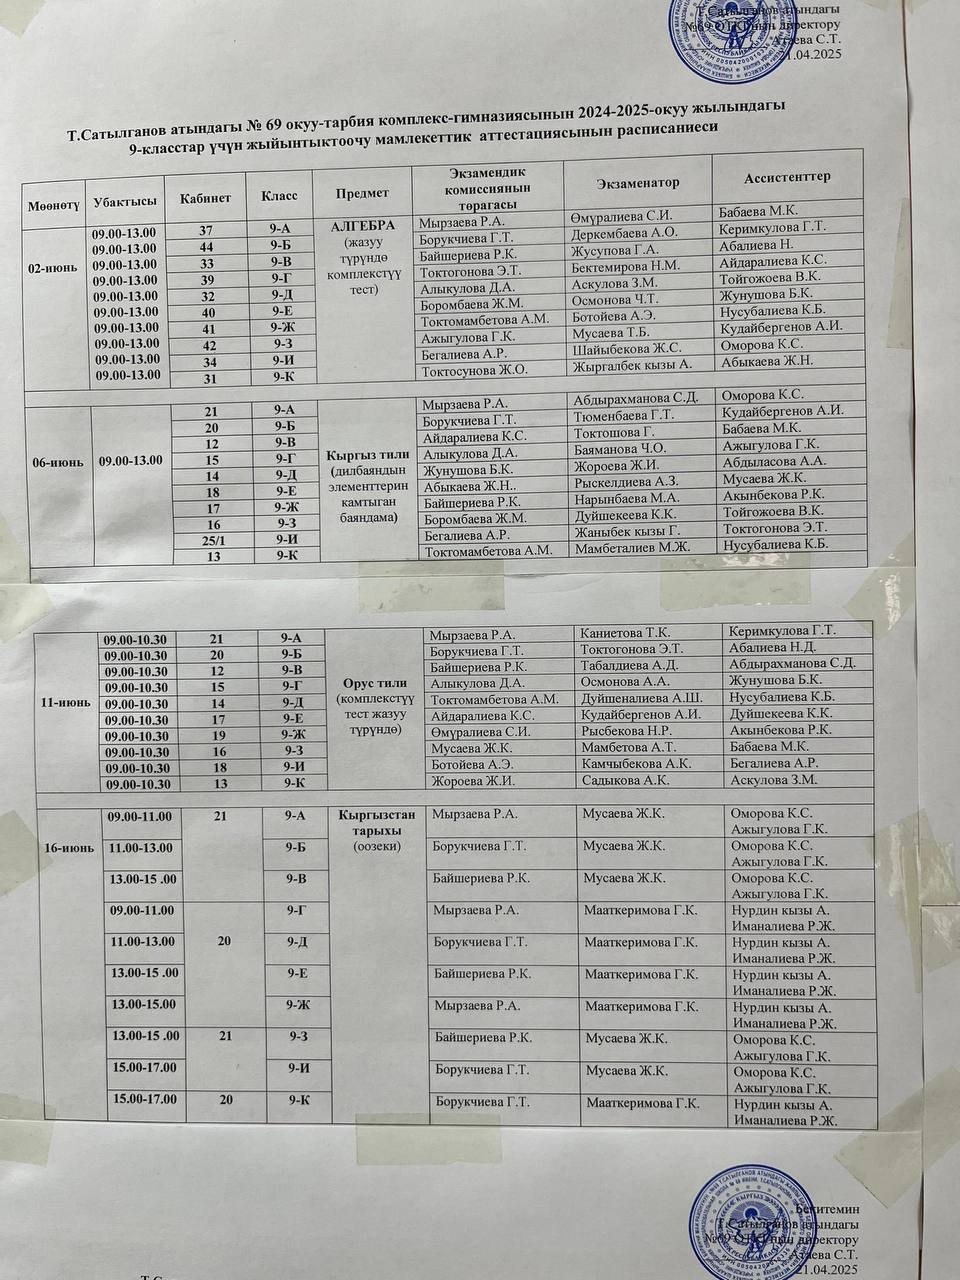 Т.Сатылганов атындагы
№69 ОТКГнын директору
Атаева С.Т.
21.04.2025
Т.Сатылганов атындагы № 69 окуу-тарбия комплекс-гимназиясынын 2024-2025-окуу жылындагы
9-класстар үчүн жыйынтыктоочу мамлекеттик аттестациясынын расписаниеси
Мөөнөтү Убактысы Кабинет Класс Предмет Экзамендик комиссиянын төрагасы Экзаменатор Ассистенттер
02-июнь
АЛГЕБРА
(жазуу
түрүндө
комплекстүү
тест)
09.00-13.00 37 9-А Мырзаева Р.А. Өмүралиева С.И. Бабаева М.К.
09.00-13.00 44 9-Б Борукчиева Г.Т. Деркембаева А.О. Керимкулова Г.Т.
09.00-13.00 33 9-В Байшериева Р.К. Жусупова Г.А. Абалиева Н.
09.00-13.00 39 9-Г Токтогонова Э.Т. Бектемирова Н.М. Айдаралиева К.С.
09.00-13.00 32 9-Д Алыкулова Д.А. Аскулова З.М. Тойгожоева В.К.
09.00-13.00 40 9-Е Боромбаева Ж.М. Осмонова Ч.Т. Жунушова Б.К.
09.00-13.00 41 9-Ж Токтомамбетова А.М. Ботойева А.Э. Нусубалиева К.Б.
09.00-13.00 42 9-З Ажыгулова Г.К. Мусаева Т.Б. Кудайбергенов А.И.
09.00-13.00 34 9-И Бегалиева А.Р. Шайыбекова Ж.С. Оморова К.С.
09.00-13.00 31 9-К Токтосунова Ж.О. Жыргалбек кызы А. Абыкаева Ж.Н.
06-июнь 09.00-13.00
Кыргыз тили
(дилбаяндын
элементтерин
камтыган
баяндама)
21 9-А Мырзаева Р.А. Абдырахманова С.Д. Оморова К.С.
20 9-Б Борукчиева Г.Т. Тюменбаева Г.Т. Кудайбергенов А.И.
12 9-В Айдаралиева К.С. Токтошова Г. Бабаева М.К.
15 9-Г Алыкулова Д.А. Баяманова Ч.О. Ажыгулова Г.К.
14 9-Д Жунушова Б.К. Жороева Ж.И. Абдыласова А.А.
18 9-Е Абыкаева Ж.Н.. Рыскелдиева А.З. Мусаева Ж.К.
17 9-Ж Байшериева Р.К. Нарынбаева М.А. Акынбекова Р.К.
16 9-З Боромбаева Ж.М. Дуйшекеева К.К. Тойгожоева В.К.
25/1 9-И Бегалиева А.Р. Жаныбек кызы Г. Токтогонова Э.Т.
13 9-К Токтомамбетова А.М. Мамбеталиев М.Ж. Нусубалиева К.Б.
11-июнь
Орус тили
(комплекстүү
тест жазуу
түрүндө)
09.00-10.30 21 9-А Мырзаева Р.А. Каниетова Т.К. Керимкулова Г.Т.
09.00-10.30 20 9-Б Борукчиева Г.Т. Токтогонова Э.Т. Абалиева Н.Д.
09.00-10.30 12 9-В Байшериева Р.К. Табалдиева А.Д. Абдырахманова С.Д.
09.00-10.30 15 9-Г Алыкулова Д.А. Осмонова А.А. Жунушова Б.К.
09.00-10.30 14 9-Д Токтомамбетова А.М. Дуйшеналиева А.Ш. Нусубалиева К.Б.
09.00-10.30 17 9-Е Айдаралиева К.С. Кудайбергенов А.И. Дуйшекеева К.К.
09.00-10.30 19 9-Ж Өмүралиева С.И. Рысбекова Н.Р. Акынбекова Р.К.
09.00-10.30 16 9-З Мусаева Ж.К. Мамбетова А.Т. Бабаева М.К.
09.00-10.30 18 9-И Ботойева А.Э. Камчыбекова А.К. Бегалиева А.Р.
09.00-10.30 13 9-К Жороева Ж.И. Садыкова А.К. Аскулова З.М.
16-июнь
Кыргызстан
тарыхы
(оозеки)
09.00-11.00 21 9-А Мырзаева Р.А. Мусаева Ж.К. Оморова К.С.
Ажыгулова Г.К.
11.00-13.00 9-Б Борукчиева Г.Т. Мусаева Ж.К. Оморова К.С.
Ажыгулова Г.К.
13.00-15 .00 9-В Байшериева Р.К. Мусаева Ж.К. Оморова К.С.
Ажыгулова Г.К.
09.00-11.00 9-Г Мырзаева Р.А. Мааткеримова Г.К. Нурдин кызы А.
Иманалиева Р.Ж.
11.00-13.00 20 9-Д Борукчиева Г.Т. Мааткеримова Г.К. Нурдин кызы А.
Иманалиева Р.Ж.
13.00-15 .00 9-Е Байшериева Р.К. Мааткеримова Г.К. Нурдин кызы А.
Иманалиева Р.Ж.
13.00-15.00 9-Ж Мырзаева Р.А. Мааткеримова Г.К. Нурдин кызы А.
Иманалиева Р.Ж.
13.00-15 .00 21 9-З Байшериева Р.К. Мусаева Ж.К. Оморова К.С.
Ажыгулова Г.К.
15.00-17.00 9-И Борукчиева Г.Т. Мусаева Ж.К. Оморова К.С.
Ажыгулова Г.К.
15.00-17.00 20 9-К Борукчиева Г.Т. Мааткеримова Г.К. Нурдин кызы А.
Иманалиева Р.Ж.
Бекитемин
Т.Сатылганов атындагы
№69 ОТКГнын директору
Атаева С.Т.
21.04.2025